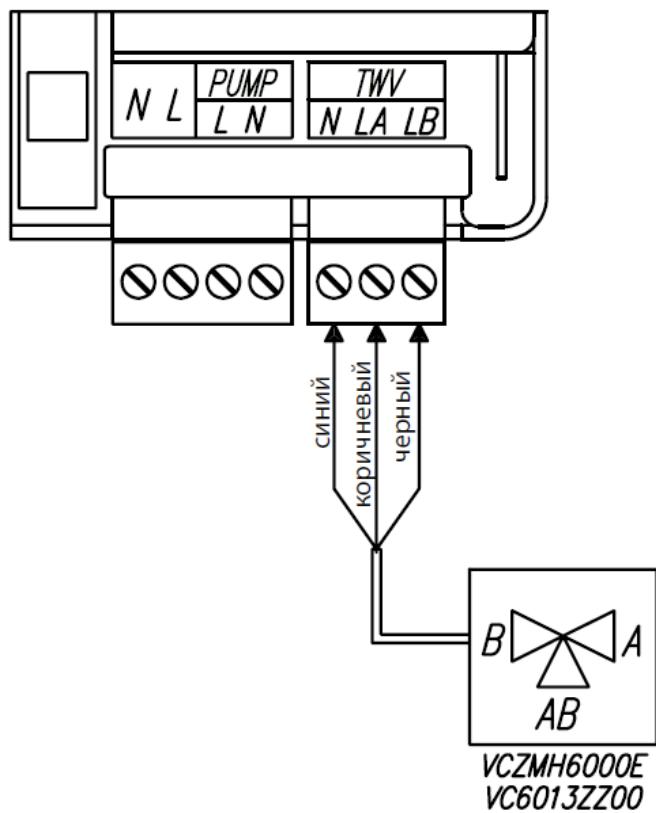 N L
PUMP
L N
TWV
N LA LB
синий
коричневый
черный
B
A
AB
VCZMH6000E
VC6013ZZ00